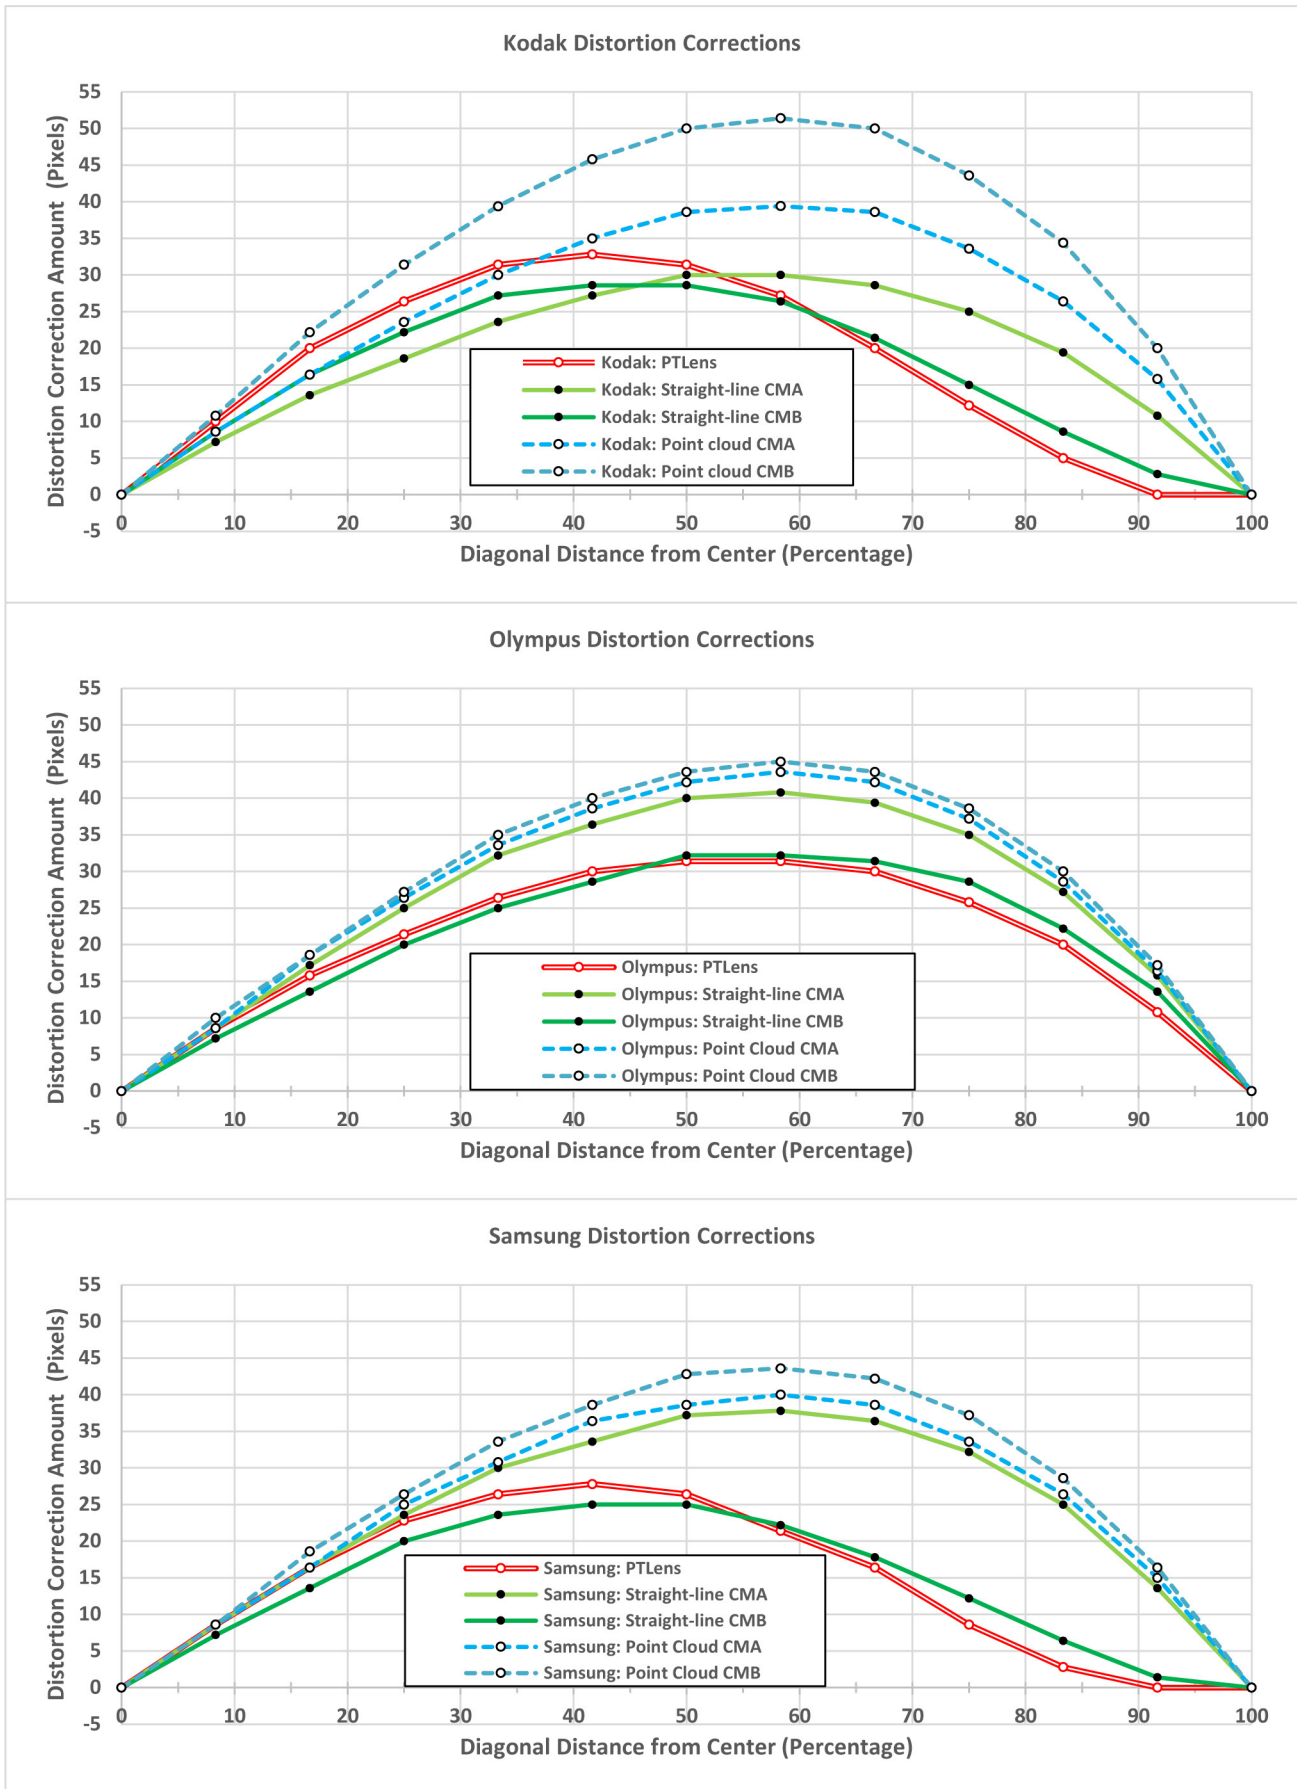 Kodak Distortion Corrections
Distortion Correction Amount (Pixels)
55
50
45
40
35
30
25
20
15
10
5
0
-5
Kodak: PTLens
Kodak: Straight-line CMA
Kodak: Straight-line CMB
Kodak: Point cloud CMA
Kodak: Point cloud CMB
0 10 20 30 40 50 60 70 80 90 100
Diagonal Distance from Center (Percentage)
Olympus Distortion Corrections
Distortion Correction Amount (Pixels)
55
50
45
40
35
30
25
20
15
10
5
0
-5
Olympus: PTLens
Olympus: Straight-line CMA
Olympus: Straight-line CMB
Olympus: Point Cloud CMA
Olympus: Point Cloud CMB
0 10 20 30 40 50 60 70 80 90 100
Diagonal Distance from Center (Percentage)
Samsung Distortion Corrections
Distortion Correction Amount (Pixels)
55
50
45
40
35
30
25
20
15
10
5
0
-5
Samsung: PTLens
Samsung: Straight-line CMA
Samsung: Straight-line CMB
Samsung: Point Cloud CMA
Samsung: Point Cloud CMB
0 10 20 30 40 50 60 70 80 90 100
Diagonal Distance from Center (Percentage)